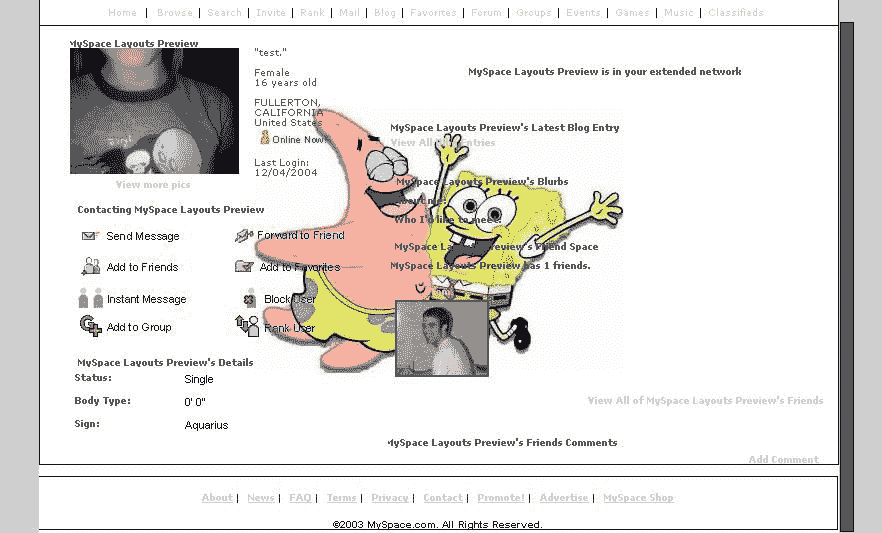 Home | Browse | Search | Invite | Rank | Mail | Blog | Favorites | Forum | Groups | Events | Games | Music | Classifieds
MySpace Layouts Preview
"test."
Female
16 years old
FULLERTON,
CALIFORNIA
United States
Online Now!
Last Login:
12/04/2004
View more pics
MySpace Layouts Preview is in your extended network
MySpace Layouts Preview's Latest Blog Entry
View All Blog Entries
MySpace Layouts Preview's Blurbs
About me:
Who I'd like to meet:
MySpace Layouts Preview's Friend Space
MySpace Layouts Preview has 1 friends.
Contacting MySpace Layouts Preview
Send Message
Forward to Friend
Add to Friends
Add to Favorites
Instant Message
Block User
Add to Group
Rank User
MySpace Layouts Preview's Details
Status: Single
Body Type: 0' 0"
Sign: Aquarius
View All of MySpace Layouts Preview's Friends
MySpace Layouts Preview's Friends Comments
Add Comment
About | News | FAQ | Terms | Privacy | Contact | Promote! | Advertise | MySpace Shop
©2003 MySpace.com. All Rights Reserved.